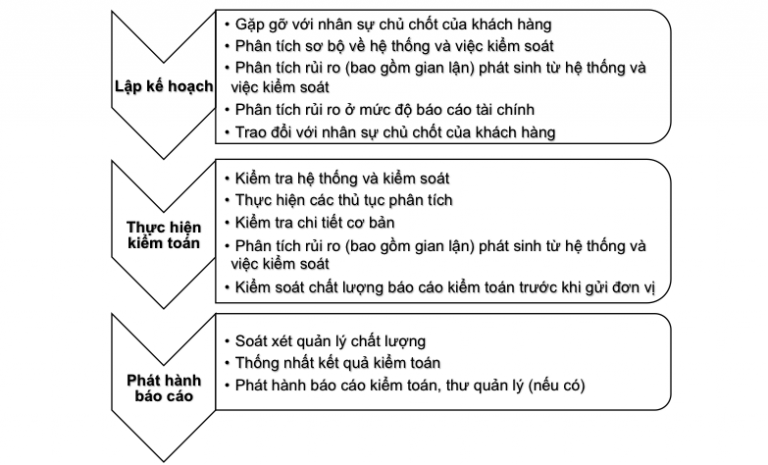 Lập kế hoạch
• Gặp gỡ với nhân sự chủ chốt của khách hàng
• Phân tích sơ bộ về hệ thống và việc kiểm soát
• Phân tích rủi ro (bao gồm gian lận) phát sinh từ hệ thống và
việc kiểm soát
• Phân tích rủi ro ở mức độ báo cáo tài chính
• Trao đổi với nhân sự chủ chốt của khách hàng
Thực hiện
kiểm toán
• Kiểm tra hệ thống và kiểm soát
• Thực hiện các thủ tục phân tích
• Kiểm tra chi tiết cơ bản
• Phân tích rủi ro (bao gồm gian lận) phát sinh từ hệ thống và
việc kiểm soát
• Kiểm soát chất lượng báo cáo kiểm toán trước khi gửi đơn vị
Phát hành
báo cáo
• Soát xét quản lý chất lượng
• Thống nhất kết quả kiểm toán
• Phát hành báo cáo kiểm toán, thư quản lý (nếu có)